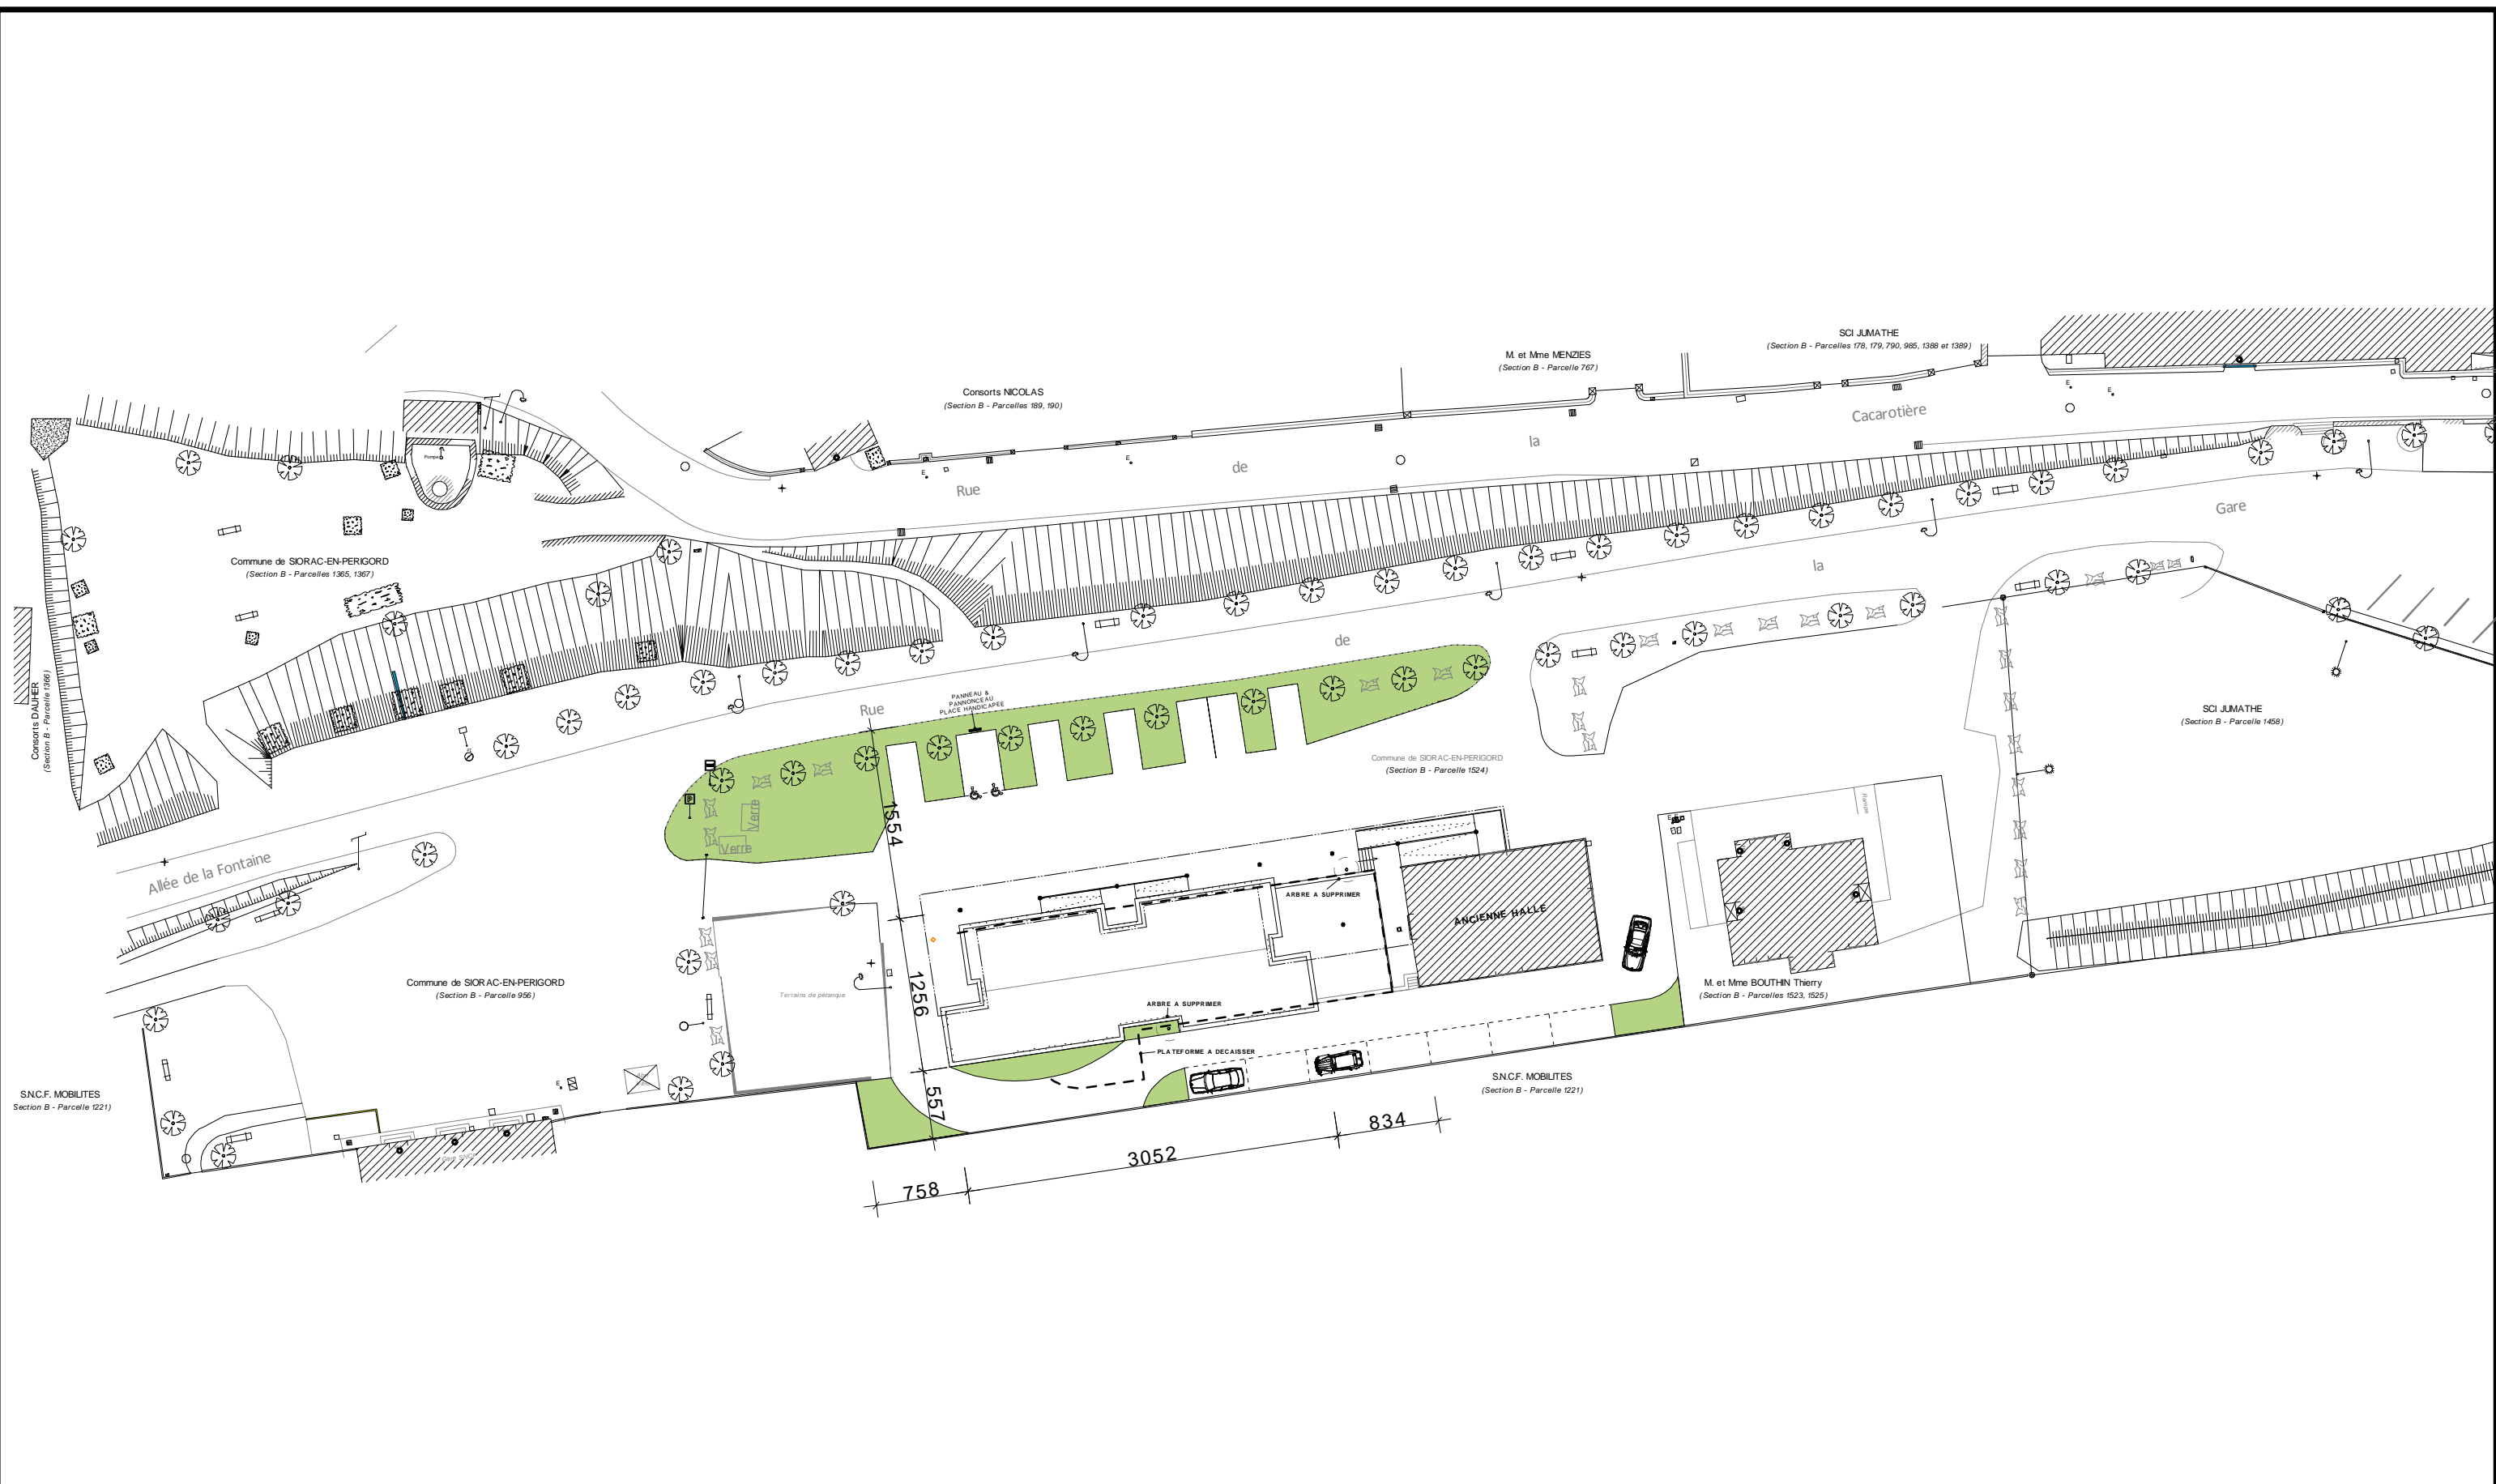 SCI JUMATHE
(Section B - Parcelles 178, 179, 790, 985, 1388 et 1389)
M. et Mme MENZIES
(Section B - Parcelle 767)
Consorts NICOLAS
(Section B - Parcelles 189, 190)
Rue de la Cacarotière
Pompe
E
E
E
E
Commune de SIORAC-EN-PERIGORD
(Section B - Parcelles 1365, 1367)
Consorts DAUHER
(Section B - Parcelle 1366)
Rue de la Gare
PANNEAU &
PANNONCEAU
PLACE HANDICAPEE
SCI JUMATHE
(Section B - Parcelle 1458)
Commune de SIORAC-EN-PERIGORD
(Section B - Parcelle 1524)
P
Verre
Verre
1554
Rampe
E
Allée de la Fontaine
ARBRE A SUPPRIMER
ANCIENNE HALLE
Commune de SIORAC-EN-PERIGORD
(Section B - Parcelle 956)
Terrains de pétanque
1256
M. et Mme BOUTHIN Thierry
(Section B - Parcelles 1523, 1525)
ARBRE A SUPPRIMER
PLATEFORME A DECAISSER
E
S.N.C.F. MOBILITES
Section B - Parcelle 1221)
557
S.N.C.F. MOBILITES
(Section B - Parcelle 1221)
834
Gare SNCF
3052
758